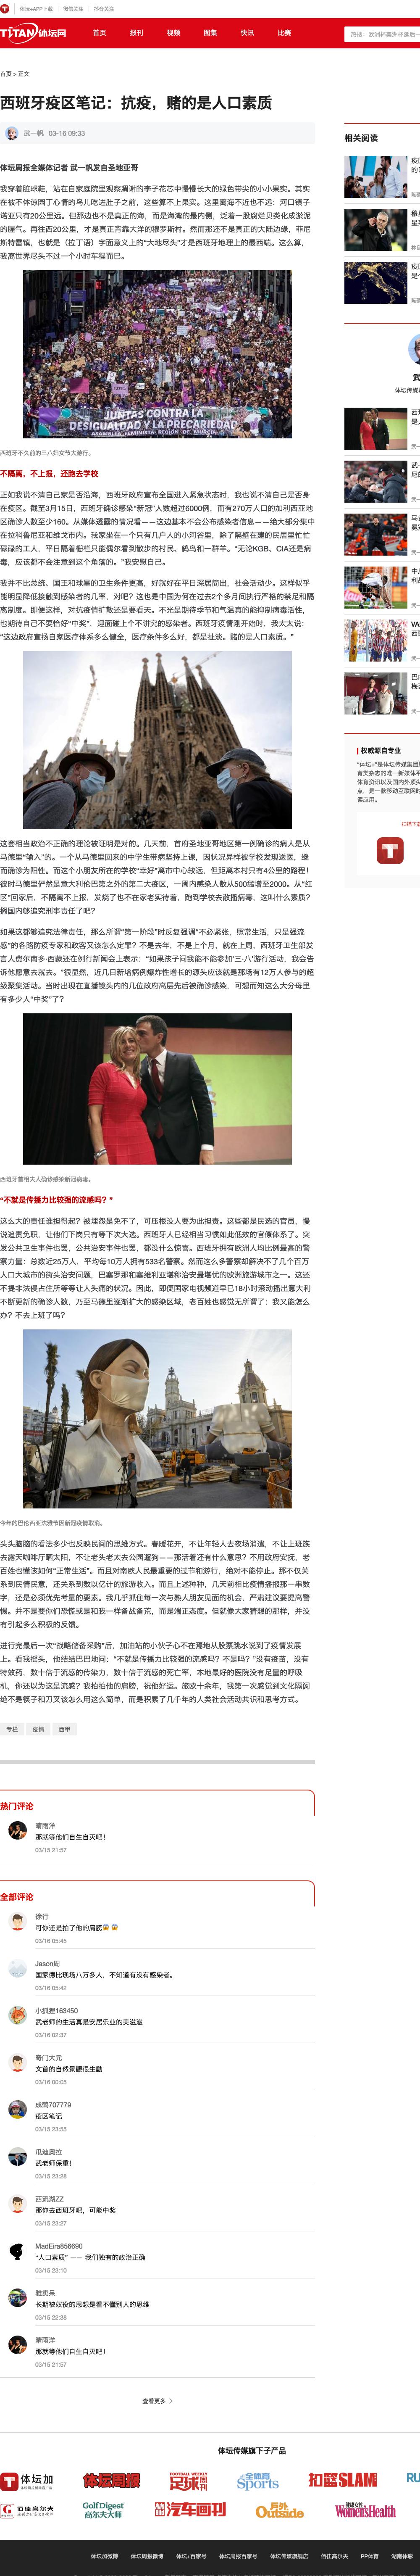 体坛+APP下载
微信关注
抖音关注
TITAN体坛网
首页
报刊
视频
图集
快讯
比赛
热搜：欧洲杯美洲杯延后一
首页 > 正文
西班牙疫区笔记：抗疫，赌的是人口素质
武一帆 03-16 09:33
体坛周报全媒体记者 武一帆发自圣地亚哥
我穿着篮球鞋，站在自家庭院里观察凋谢的李子花芯中慢慢长大的绿色带尖的小小果实。其实在被不体谅园丁心情的鸟儿吃进肚子之前，这些基本上算是果实。这里离海不近也不远：河口镇子诺亚只有20公里远。但那边也不是真正的海，而是海湾的最内侧、泛着一股腐烂贝类化成淤泥的腥气。再往西20公里，才是真正背靠大洋的穆罗斯村。然而那还不是真正的大陆边缘，菲尼斯特雷镇，也就是（拉丁语）字面意义上的“大地尽头”才是西班牙地理上的最西端。这么算，我离世界尽头不过一个小时车程而已。
JUNTAS CONTRA LA
DESIGUALDAD Y LA PRECARIEDAD
西班牙不久前的三八妇女节大游行。
不隔离，不上报，还跑去学校
正如我说不清自己家是否沿海，西班牙政府宣布全国进入紧急状态时，我也说不清自己是否身在疫区。截至3月15日，西班牙确诊感染“新冠”人数超过6000例，而有270万人口的加利西亚地区确诊人数至少160。从媒体透露的情况看——这边基本不会公布感染者信息——绝大部分集中在拉科鲁尼亚和维戈市内。我家坐在一个只有几户人的小河谷里，除了隔壁在建的民居里忙忙碌碌的工人，平日隔着栅栏只能偶尔看到散步的村民、鸫鸟和一群羊。“无论KGB、CIA还是病毒，应该都不会注意到这个角落的。”我安慰自己。
我并不比总统、国王和球星的卫生条件更高，好就好在平日深居简出，社会活动少。这样似乎能明显降低接触到感染者的几率，对吧？这也是中国为何在过去2个多月间执行严格的禁足和隔离制度。即便这样，对抗疫情扩散还是要看天。不光是期待季节和气温真的能抑制病毒活性，也期待自己不要恰好“中奖”，迎面碰上个不讲究的感染者。西班牙疫情刚开始时，我太太说：“这边政府宣扬自家医疗体系多么健全，医疗条件多么好，都是扯淡。赌的是人口素质。”
这套相当政治不正确的理论被证明是对的。几天前，首府圣地亚哥地区第一例确诊的病人是从马德里“输入”的。一个从马德里回来的中学生带病坚持上课，因状况异样被学校发现送医，继而确诊为阳性。而这个小朋友所在的学校“幸好”离市中心较远，但距离本村只有4公里的路程！彼时马德里俨然是意大利伦巴第之外的第二大疫区，一周内感染人数从500猛增至2000。从“红区”回家后，不隔离不上报，发烧了也不在家老实待着，跑到学校去散播病毒，这叫什么素质？搁国内够追究刑事责任了吧？
如果这都够追究法律责任，那么所谓“第一阶段”时反复强调“不必紧张，照常生活，只是强流感”的各路防疫专家和政客又该怎么定罪？不是去年，不是上个月，就在上周，西班牙卫生部发言人费尔南多·西蒙还在例行新闻会上表示：“如果孩子问我能不能参加‘三·八’游行活动，我会告诉他愿意去就去。”很显然，近几日新增病例爆炸性增长的源头应该就是那场有12万人参与的超级聚集活动。当时出现在直播镜头内的几位政府高层先后被确诊感染，可想而知这么大分母里有多少人“中奖”了？
西班牙首相夫人确诊感染新冠病毒。
“不就是传播力比较强的流感吗？”
这么大的责任谁担得起？被埋怨是免不了，可压根没人要为此担责。这些都是民选的官员，慢说追责免职，让他们下岗只有等下次大选。西班牙人已经相当习惯如此低效的官僚体系了。突发公共卫生事件也罢，公共治安事件也罢，都没什么惊喜。西班牙拥有欧洲人均比例最高的警察力量：总数近25万人，平均每10万人拥有533名警察。然而这么多警察却解决不了几个百万人口大城市的街头治安问题，巴塞罗那和塞维利亚堪称治安最堪忧的欧洲旅游城市之一。这还不提非法侵占住所等等让人头痛的状况。因此，即便国家电视频道早已18小时滚动播出意大利不断更新的确诊人数，乃至马德里逐渐扩大的感染区域，老百姓也感觉无所谓了：我又能怎么办？不去上班了吗？
今年的巴伦西亚法雅节因新冠疫情取消。
头头脑脑的看法多少也反映民间的思维方式。春暖花开，不让年轻人去夜场消遣，不让上班族去露天咖啡厅晒太阳，不让老头老太去公园遛狗——那活着还有什么意思？不用政府安抚，老百姓也懂该如何“正常生活”。而且对南欧人民最重要的过节和游行，绝对不能停止。那不仅关系到民情民意，还关系到数以亿计的旅游收入。而且上述种种，几天前相比疫情播报那一串数字，还是必须优先考量的要素。我几乎抓住每一次与熟人朋友见面的机会，严肃建议要提高警惕。并不是要你们恐慌或是和我一样备战备荒，而是端正态度。但就像大家猜想的那样，并没有引起多么积极的反馈。
进行完最后一次“战略储备采购”后，加油站的小伙子心不在焉地从股票跳水说到了疫情发展上。看我摇头，他结结巴巴地问：“不就是传播力比较强的流感吗？不是吗？”没有疫苗，没有特效药，数十倍于流感的传染力，数十倍于流感的死亡率，本地最好的医院没有足量的呼吸机，你还以为这是流感？我拍拍他的肩膀，祝他好运。旅欧十余年，我第一次感觉到文化隔阂绝不是筷子和刀叉该怎么用这么简单，而是积累了几千年的人类社会活动共识和思考方式。
专栏
疫情
西甲
热门评论
晴雨洋
那就等他们自生自灭吧！
03/15 21:57
全部评论
徐行
可你还是拍了他的肩膀😱 😱
03/16 05:45
Jason周
国家德比现场八万多人，不知道有没有感染者。
03/16 05:42
小狐狸163450
武老师的生活真是安居乐业的美滋滋
03/16 02:37
奇门大元
文首的自然景觀很生動
03/16 00:05
成鹤707779
疫区笔记
03/15 23:55
瓜迪奥拉
武老师保重！
03/15 23:28
西流湖ZZ
那你去西班牙吧，可能中奖
03/15 23:27
MadEira856690
“人口素质” —— 我们独有的政治正确
03/15 23:10
雅奕采
长期被奴役的思想是看不懂别人的思维
03/15 22:38
晴雨洋
那就等他们自生自灭吧！
03/15 21:57
查看更多
相关阅读
疫区
的
穆里
星
疫区
是
武
体坛传媒
西
是
武一
尼
马
冕
中
利
VA
西
巴
梅
权威源自专业
“体坛+”是体坛传媒集团
育类杂志的唯一新媒体平
体育资讯以及国内外顶尖
点，是一款移动互联网时
读应用。
扫描下载
体坛传媒旗下子产品
体坛加
体坛周报
FOOTBALL WEEKLY
足球周刊
全体育
Sports
扣篮SLAM
RU
佰佳高尔夫
Golf Digest
高尔夫大师
汽车画刊
户外
Outside
健康女性
Women'sHealth
体坛加微博
体坛周报微博
体坛+百家号
体坛周报百家号
体坛传媒旗舰店
佰佳高尔夫
PP体育
湖南体彩